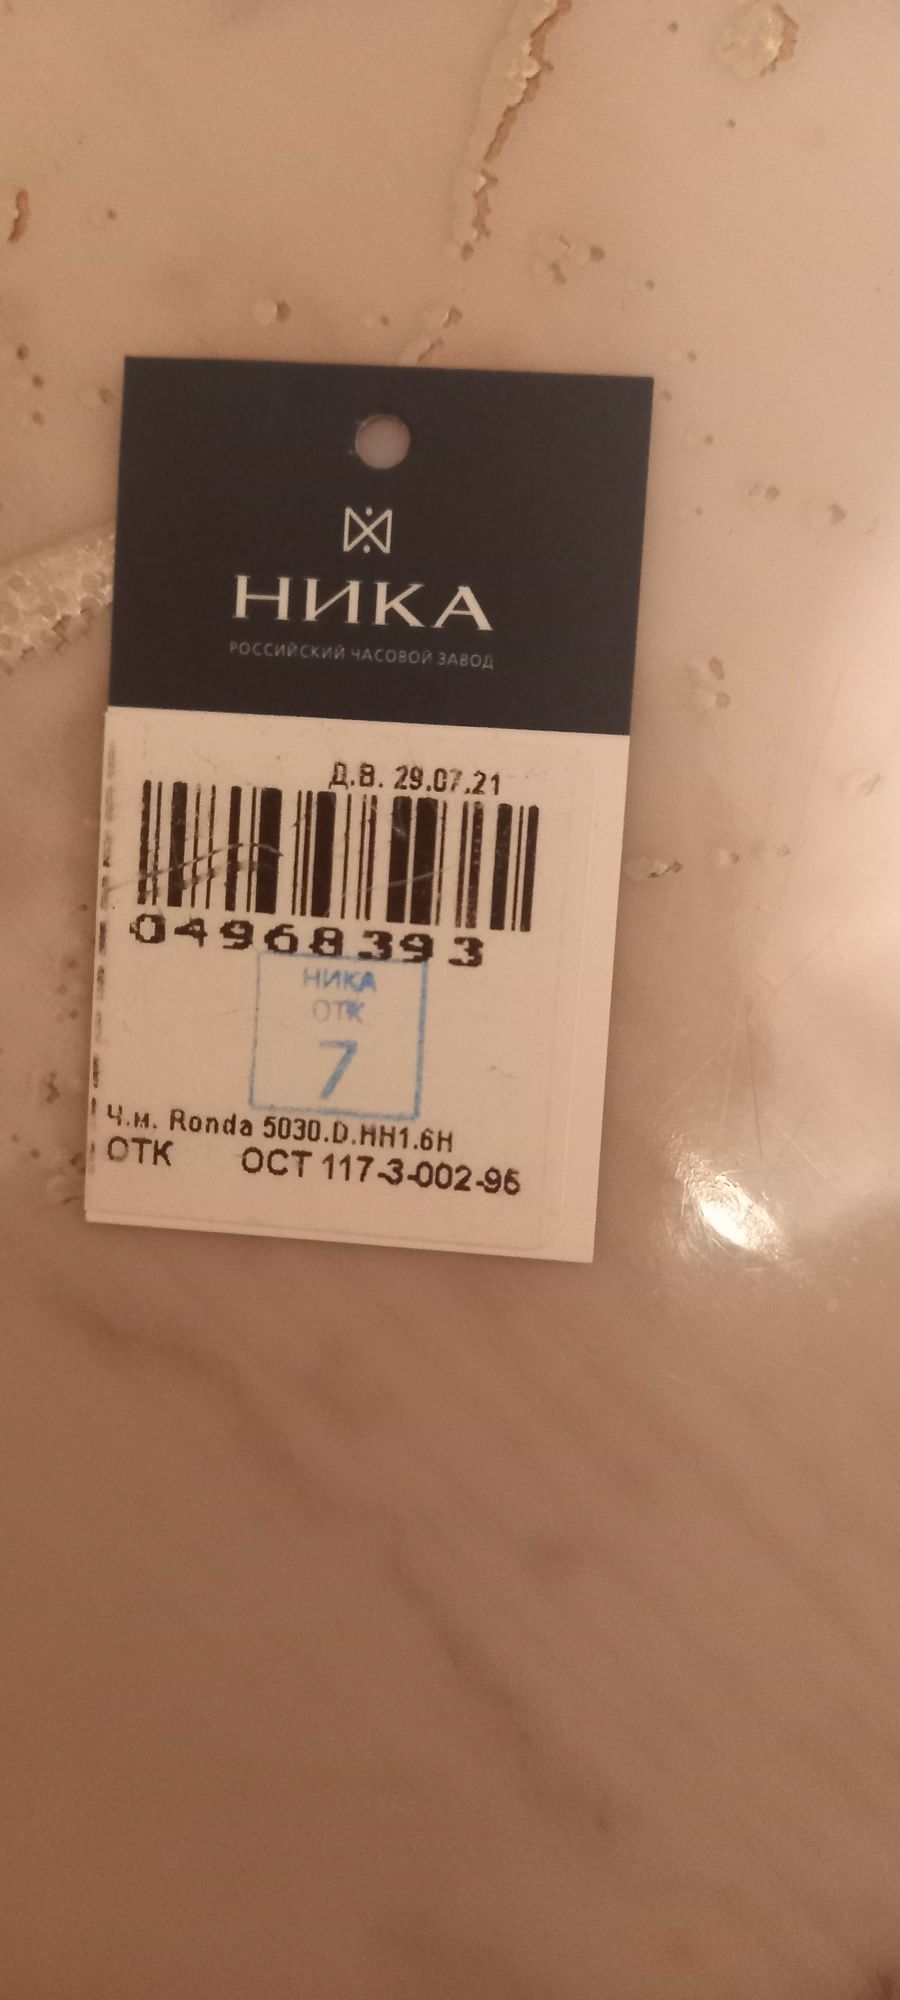 НИКА
РОССИЙСКИЙ ЧАСОВОЙ ЗАВОД
Д.В. 29.07.21
04968393
НИКА
ОТК
7
Ч.м. Ronda 5030.D.HH1.6H
ОТК ОСТ 117-3-002-95